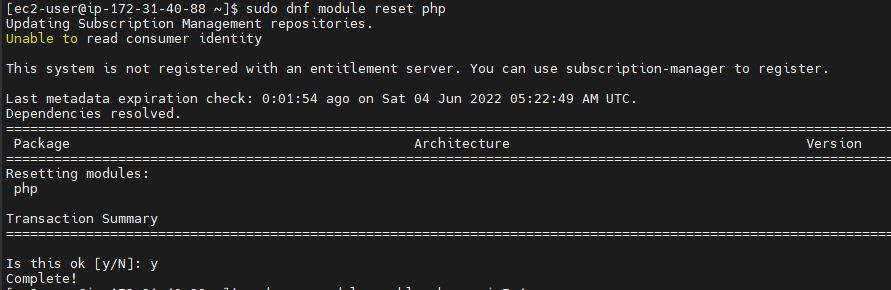 [ec2-user@ip-172-31-40-88 ~]$ sudo dnf module reset php
Updating Subscription Management repositories.
Unable to read consumer identity
This system is not registered with an entitlement server. You can use subscription-manager to register.
Last metadata expiration check: 0:01:54 ago on Sat 04 Jun 2022 05:22:49 AM UTC.
Dependencies resolved.
Package Architecture Version
Resetting modules:
php
Transaction Summary
Is this ok [y/N]: y
Complete!